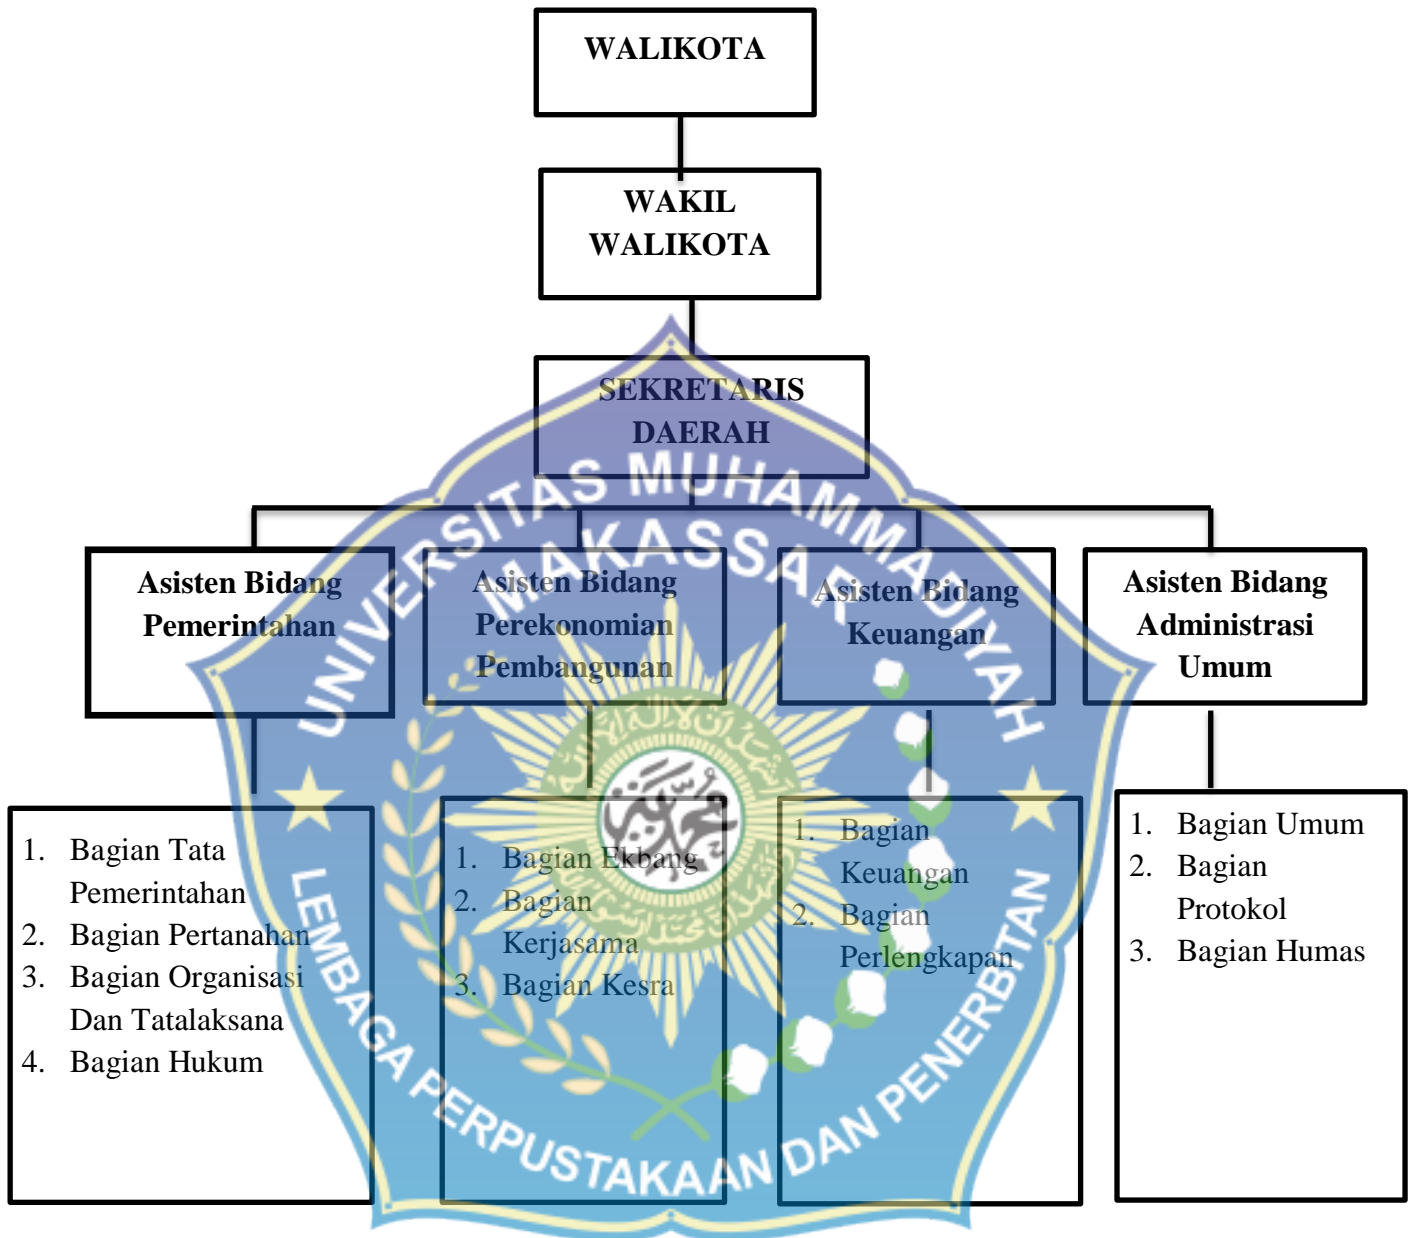 WALIKOTA
WAKIL
WALIKOTA
SEKRETARIS
DAERAH
Asisten Bidang
Pemerintahan
Asisten Bidang
Perekonomian
Pembangunan
Asisten Bidang
Keuangan
Asisten Bidang
Administrasi
Umum
1. Bagian Tata
Pemerintahan
2. Bagian Pertanahan
3. Bagian Organisasi
Dan Tatalaksana
4. Bagian Hukum
1. Bagian Ekbang
2. Bagian
Kerjasama
3. Bagian Kesra
1. Bagian
Keuangan
2. Bagian
Perlengkapan
1. Bagian Umum
2. Bagian
Protokol
3. Bagian Humas
UNIVERSITAS MUHAMMADIYAH
MAKASSAR
LEMBAGA PERPUSTAKAAN DAN PENERBITAN